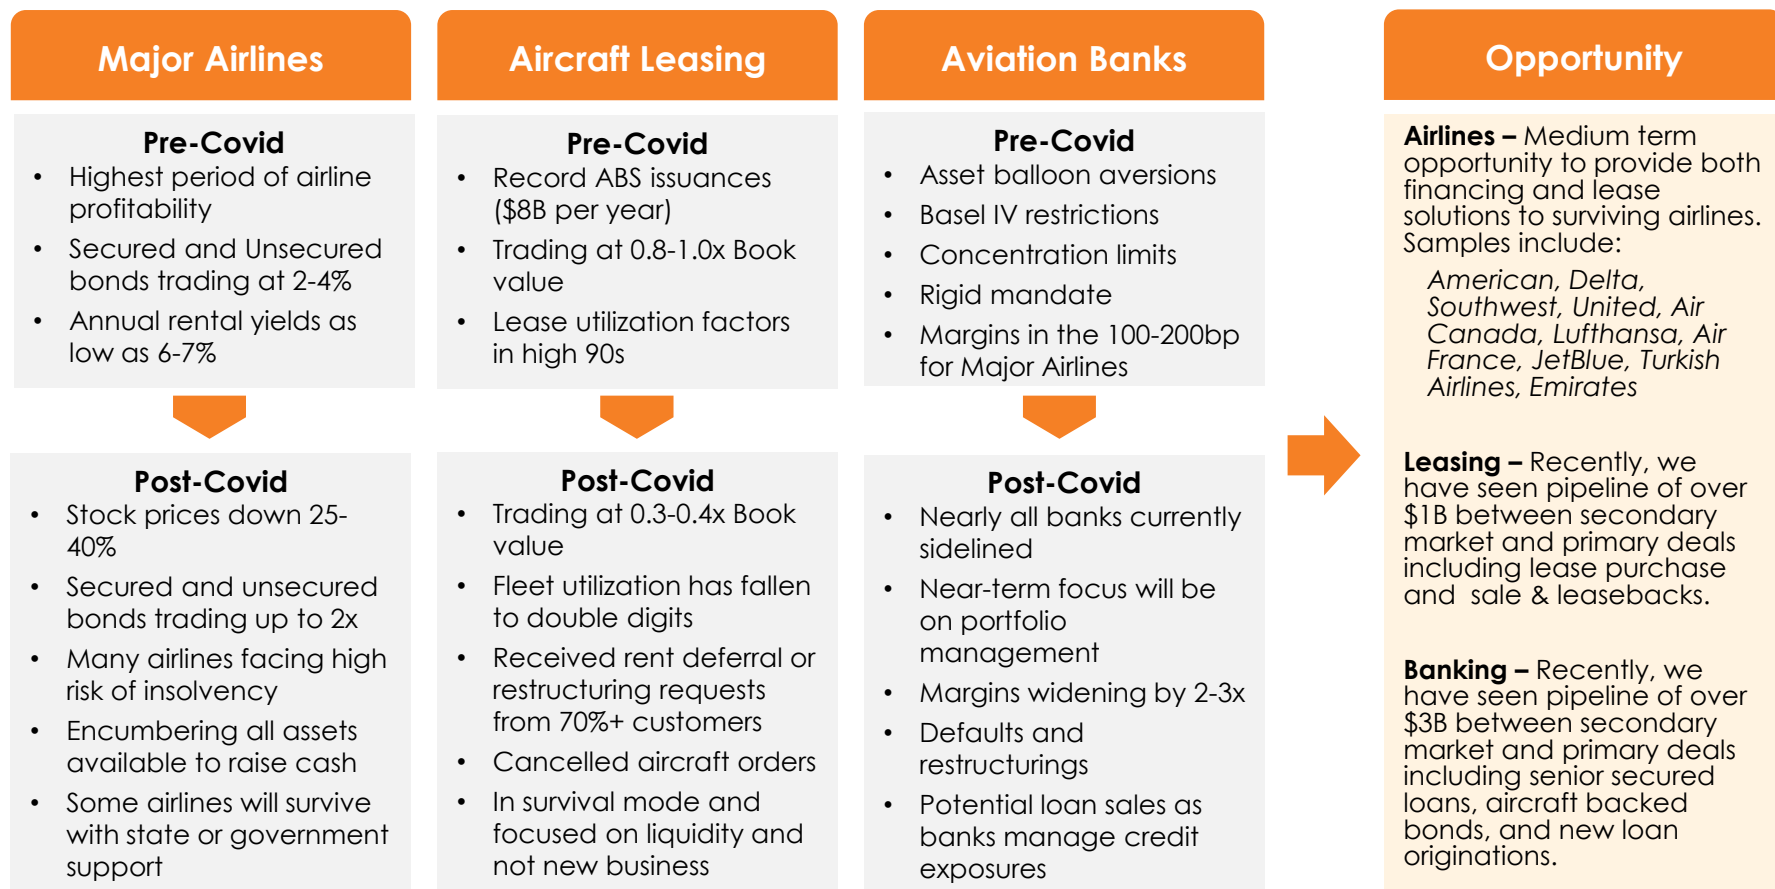 Major Airlines
Pre-Covid
• Highest period of airline
profitability
• Secured and Unsecured
bonds trading at 2-4%
• Annual rental yields as
low as 6-7%
Post-Covid
• Stock prices down 25-
40%
• Secured and unsecured
bonds trading up to 2x
• Many airlines facing high
risk of insolvency
• Encumbering all assets
available to raise cash
• Some airlines will survive
with state or government
support
Aircraft Leasing
Pre-Covid
• Record ABS issuances
($8B per year)
• Trading at 0.8-1.0x Book
value
• Lease utilization factors
in high 90s
Post-Covid
• Trading at 0.3-0.4x Book
value
• Fleet utilization has fallen
to double digits
• Received rent deferral or
restructuring requests
from 70%+ customers
• Cancelled aircraft orders
• In survival mode and
focused on liquidity and
not new business
Aviation Banks
Pre-Covid
• Asset balloon aversions
• Basel IV restrictions
• Concentration limits
• Rigid mandate
• Margins in the 100-200bp
for Major Airlines
Post-Covid
• Nearly all banks currently
sidelined
• Near-term focus will be
on portfolio
management
• Margins widening by 2-3x
• Defaults and
restructurings
• Potential loan sales as
banks manage credit
exposures
Opportunity
Airlines – Medium term
opportunity to provide both
financing and lease
solutions to surviving airlines.
Samples include:
American, Delta,
Southwest, United, Air
Canada, Lufthansa, Air
France, JetBlue, Turkish
Airlines, Emirates
Leasing – Recently, we
have seen pipeline of over
$1B between secondary
market and primary deals
including lease purchase
and sale & leasebacks.
Banking – Recently, we
have seen pipeline of over
$3B between secondary
market and primary deals
including senior secured
loans, aircraft backed
bonds, and new loan
originations.